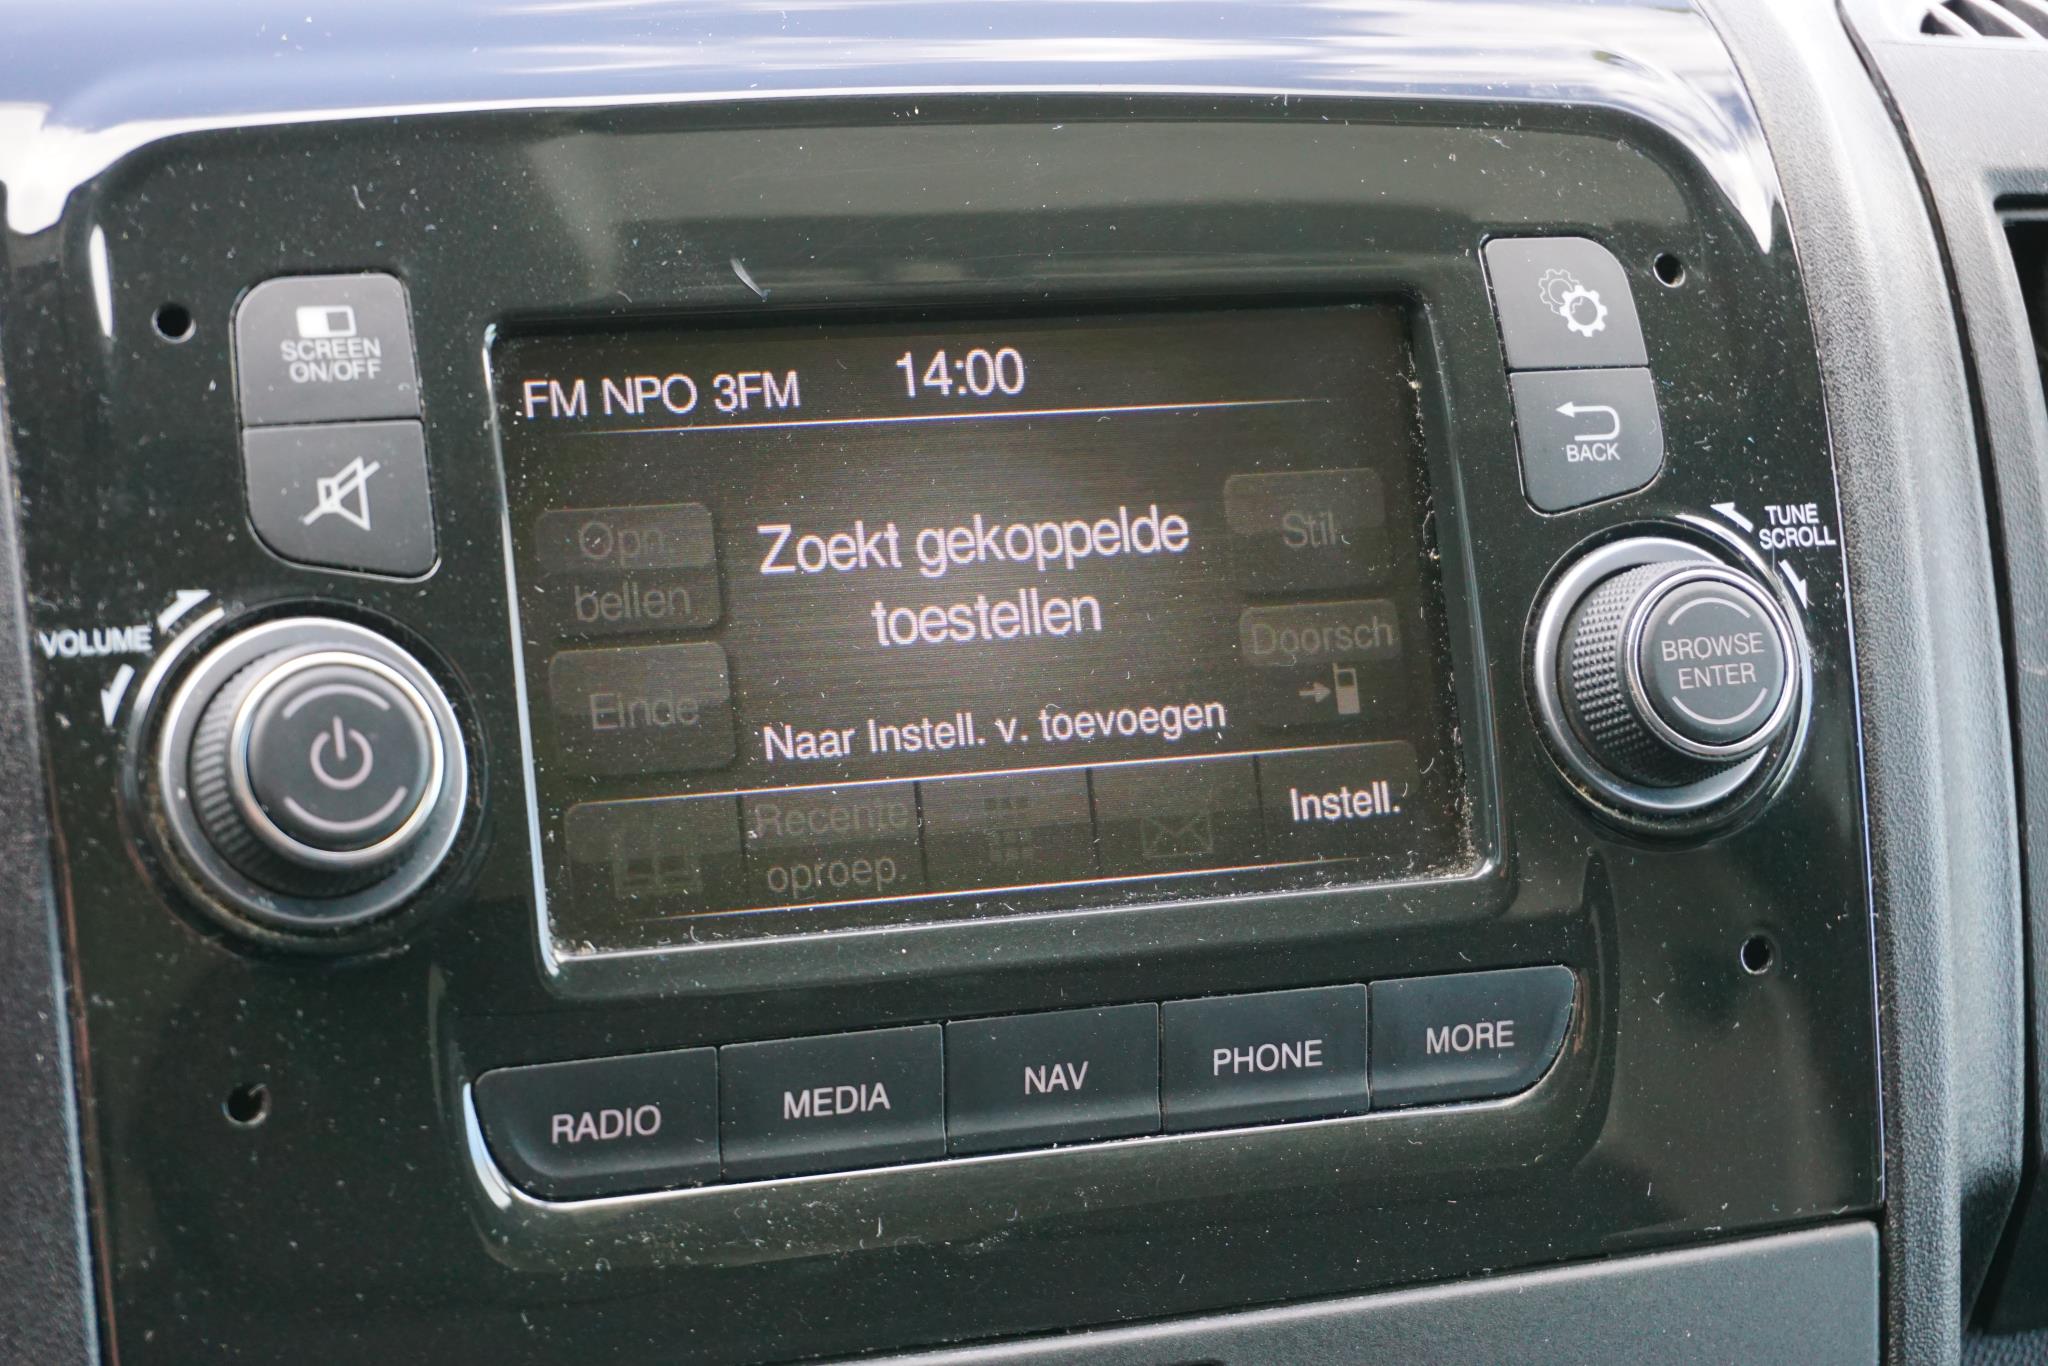 SCREEN
ON/OFF
VOLUME
FM NPO 3FM
14:00
Opn.
bellen
Einde
Zoekt gekoppelde
toestellen
Naar Instell. v. toevoegen
Stil
Doorsch
Recente
oproep.
Instell.
BACK
TUNE
SCROLL
BROWSE
ENTER
RADIO
MEDIA
NAV
PHONE
MORE